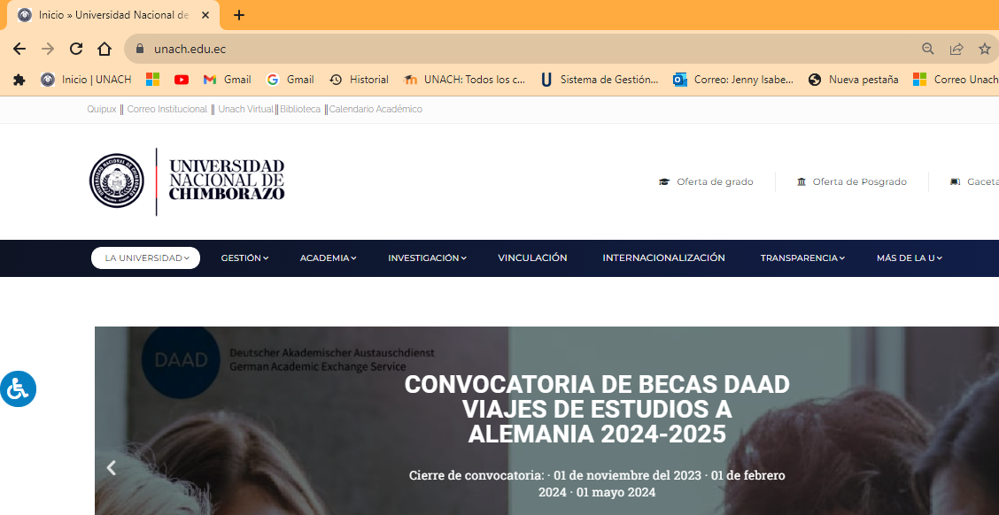 Inicio » Universidad Nacional de
unach.edu.ec
Inicio | UNACH Gmail Gmail Historial UNACH: Todos los c... Sistema de Gestión... Correo: Jenny Isabe... Nueva pestaña Correo Unach
Quipux || Correo Institucional || Unach Virtual||Biblioteca ||Calendario Académico
UNIVERSIDAD
NACIONAL DE
CHIMBORAZO
Oferta de grado Oferta de Posgrado Gaceta
LA UNIVERSIDAD GESTIÓN ACADEMIA INVESTIGACIÓN VINCULACIÓN INTERNACIONALIZACIÓN TRANSPARENCIA MÁS DE LA U
DAAD
Deutscher Akademischer Austauschdienst
German Academic Exchange Service
CONVOCATORIA DE BECAS DAAD
VIAJES DE ESTUDIOS A
ALEMANIA 2024-2025
Cierre de convocatoria: · 01 de noviembre del 2023 · 01 de febrero
2024 · 01 mayo 2024